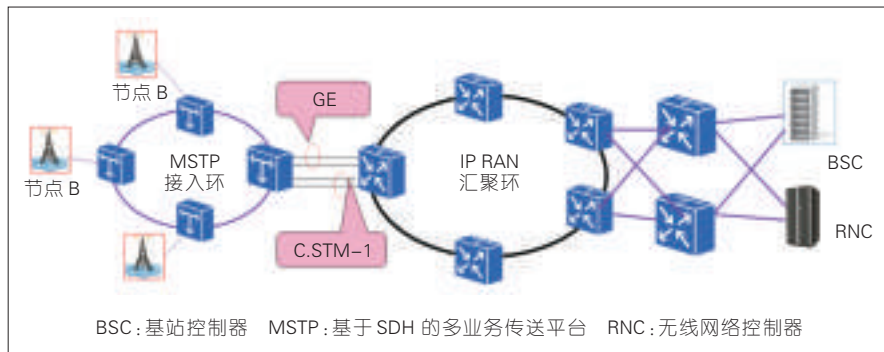 节点 B
GE
节点 B
MSTP
接入环
IP RAN
汇聚环
BSC
RNC
C.STM-1
BSC:基站控制器 MSTP:基于 SDH 的多业务传送平台 RNC:无线网络控制器